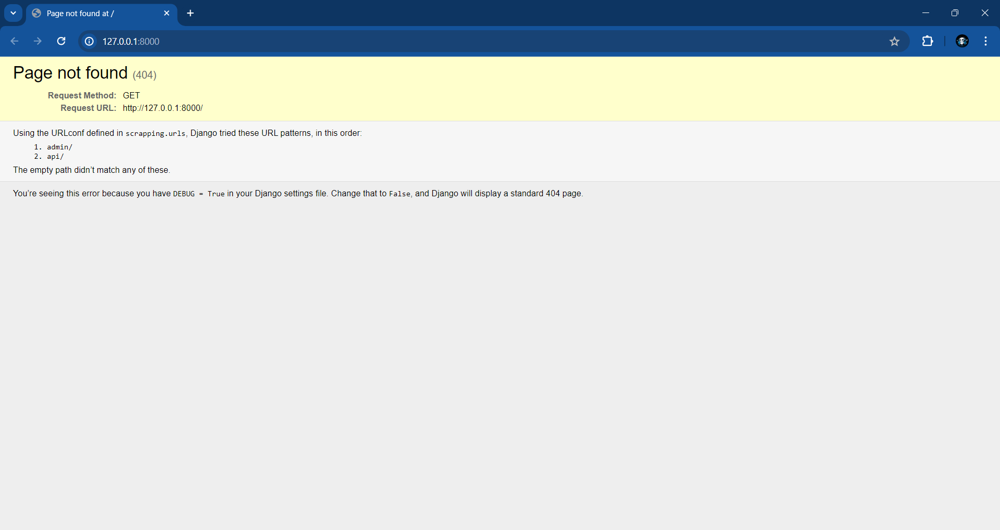 Page not found at /
127.0.0.1:8000
Page not found (404)
Request Method: GET
Request URL: http://127.0.0.1:8000/
Using the URLconf defined in scrapping.urls, Django tried these URL patterns, in this order:
1. admin/
2. api/
The empty path didn’t match any of these.
You’re seeing this error because you have DEBUG = True in your Django settings file. Change that to False, and Django will display a standard 404 page.